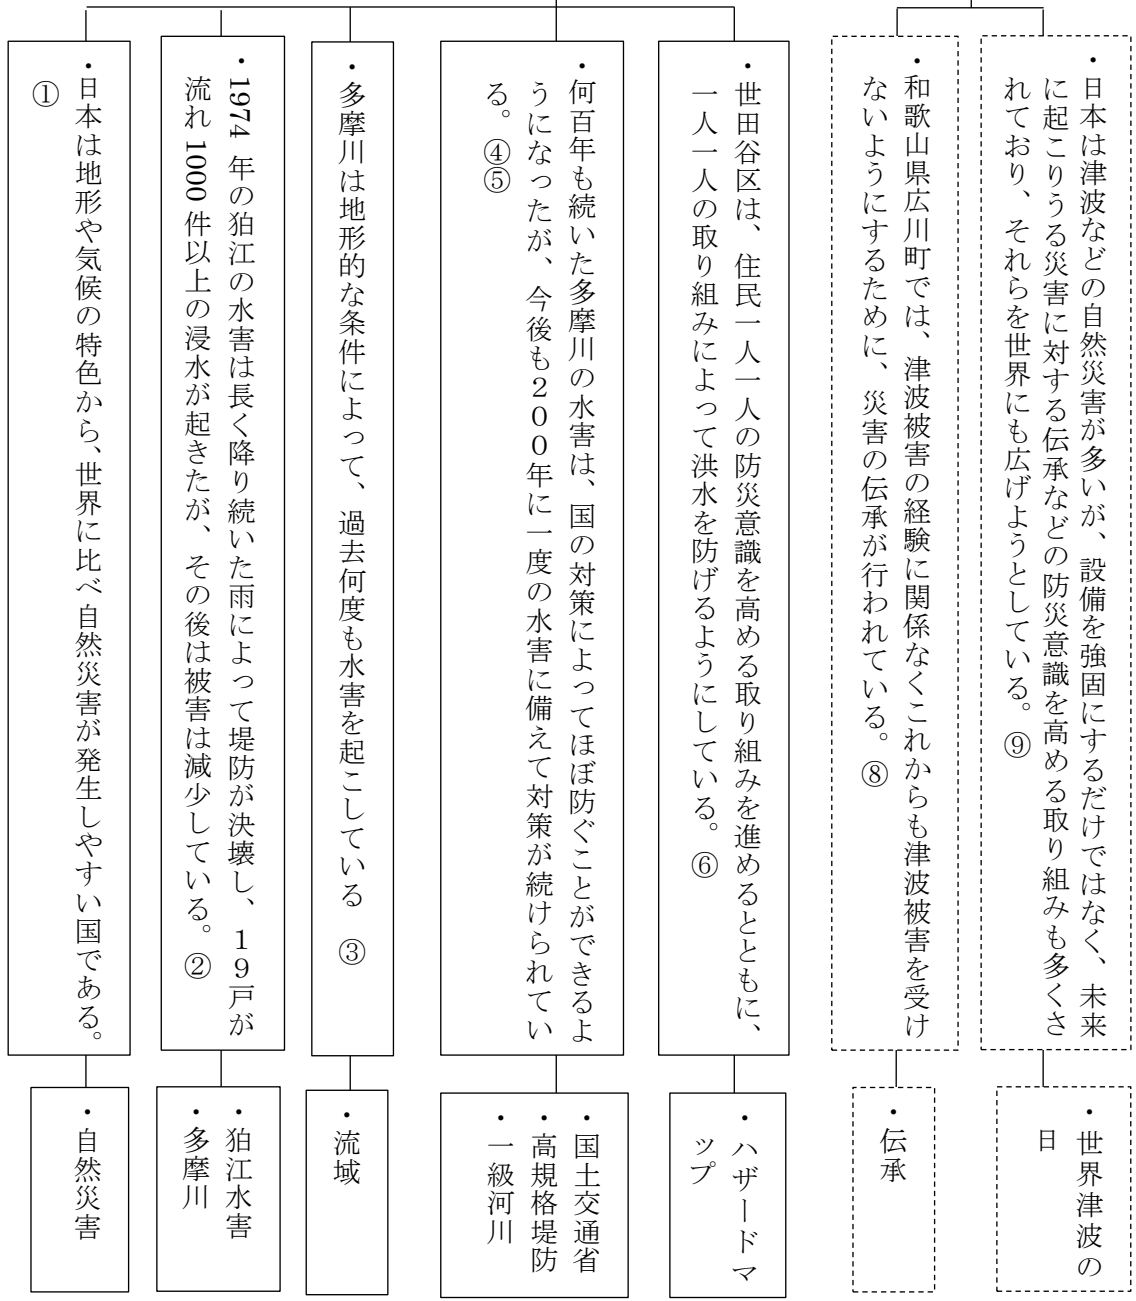 ・日本は津波などの自然災害が多いが、設備を強固にするだけではなく、未来
に起こりうる災害に対する伝承などの防災意識を高める取り組みも多くさ
れており、それらを世界にも広げようとしている。⑨
・和歌山県広川町では、津波被害の経験に関係なくこれからも津波被害を受け
ないようにするために、災害の伝承が行われている。⑧
・世田谷区は、住民一人一人の防災意識を高める取り組みを進めるとともに、
一人一人の取り組みによって洪水を防げるようにしている。⑥
・何百年も続いた多摩川の水害は、国の対策によってほぼ防ぐことができるよ
うになったが、今後も200年に一度の水害に備えて対策が続けられてい
る。④⑤
・多摩川は地形的な条件によって、過去何度も水害を起こしている ③
・1974 年の狛江の水害は長く降り続いた雨によって堤防が決壊し、19戸が
流れ 1000 件以上の浸水が起きたが、その後は被害は減少している。②
・日本は地形や気候の特色から、世界に比べ自然災害が発生しやすい国である。
①
・世界津波の
日
・伝承
・ハザードマ
ップ
・国土交通省
・高規格堤防
・一級河川
・流域
・狛江水害
・多摩川
・自然災害